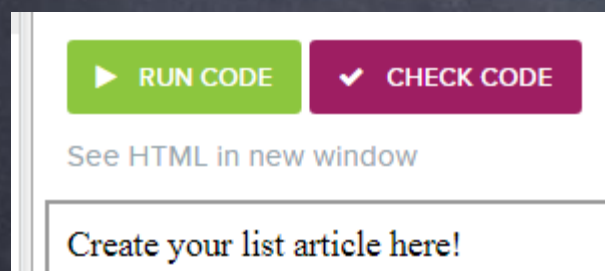 RUN CODE CHECK CODE
See HTML in new window
Create your list article here!